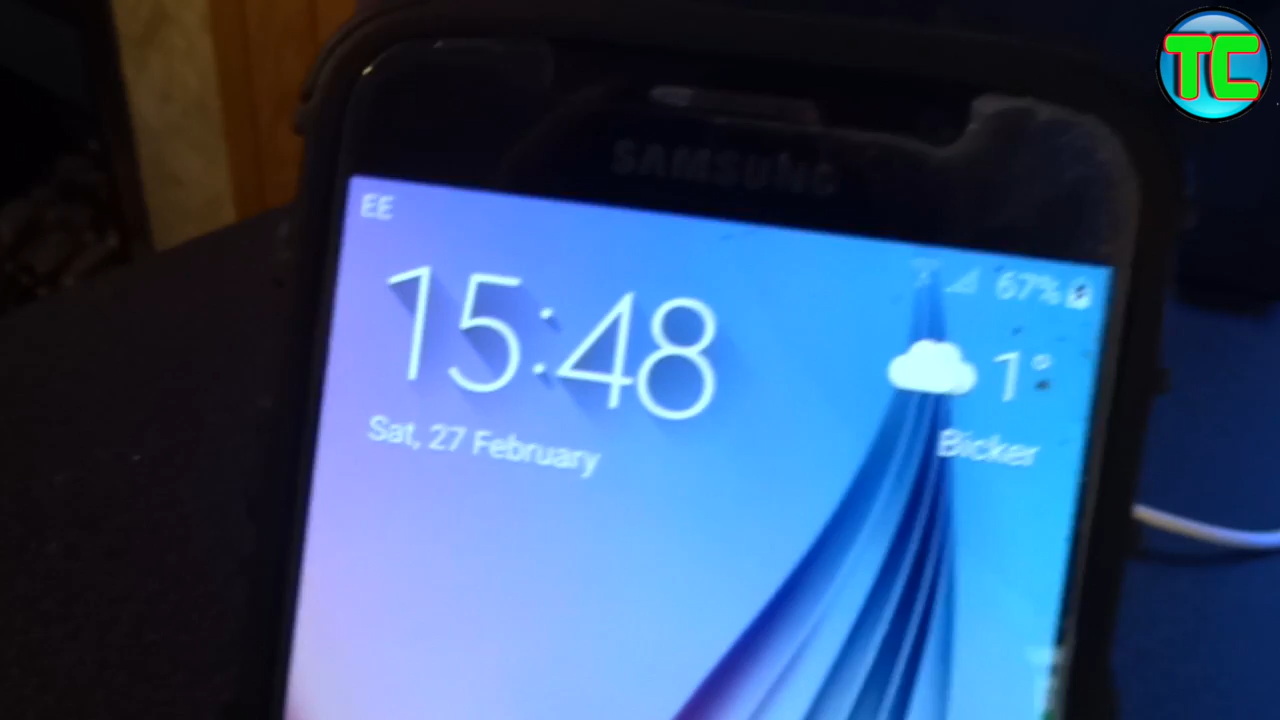 TC
SAMSUNG
EE
67%
15:48
1°
Sat, 27 February
Bicker